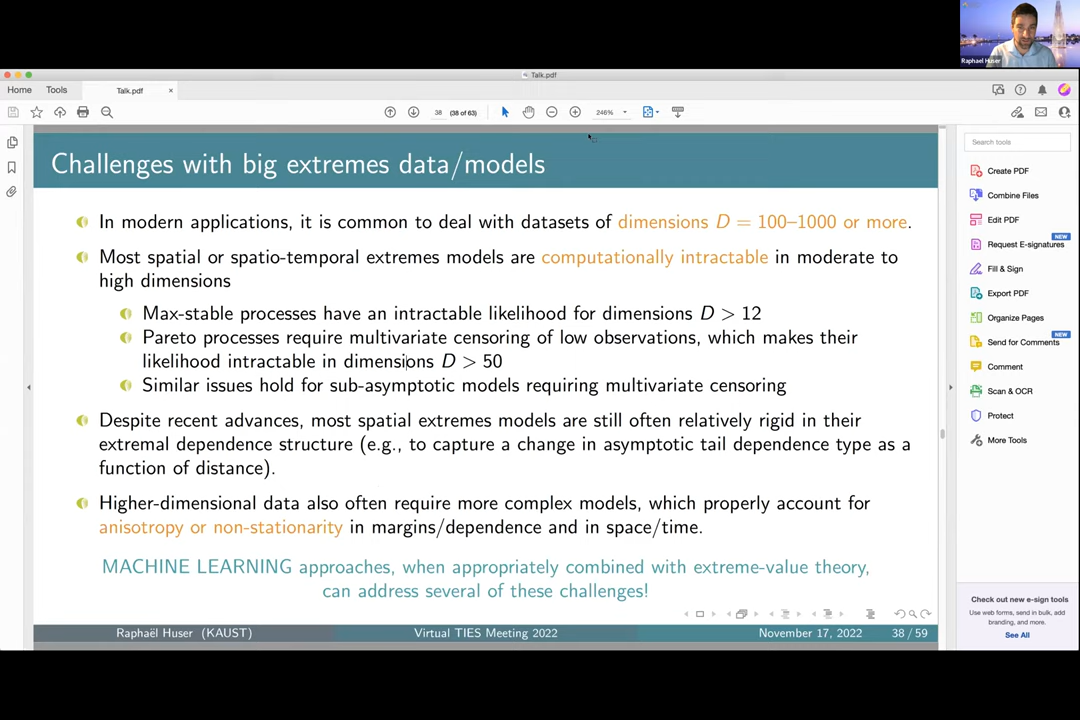 Raphael Huser
Talk.pdf
Home
Tools
Talk.pdf
×
38
(38 of 63)
246%
Challenges with big extremes data/models
In modern applications, it is common to deal with datasets of dimensions D = 100–1000 or more.
Most spatial or spatio-temporal extremes models are computationally intractable in moderate to
high dimensions
Max-stable processes have an intractable likelihood for dimensions D > 12
Pareto processes require multivariate censoring of low observations, which makes their
likelihood intractable in dimensions D > 50
Similar issues hold for sub-asymptotic models requiring multivariate censoring
Despite recent advances, most spatial extremes models are still often relatively rigid in their
extremal dependence structure (e.g., to capture a change in asymptotic tail dependence type as a
function of distance).
Higher-dimensional data also often require more complex models, which properly account for
anisotropy or non-stationarity in margins/dependence and in space/time.
MACHINE LEARNING approaches, when appropriately combined with extreme-value theory,
can address several of these challenges!
Raphaël Huser (KAUST)
Virtual TIES Meeting 2022
November 17, 2022
38 / 59
Search tools
Create PDF
Combine Files
Edit PDF
NEW
Request E-signatures
Fill & Sign
Export PDF
Organize Pages
NEW
Send for Comments
Comment
Scan & OCR
Protect
More Tools
Check out new e-sign tools
Use web forms, send in bulk, add
branding, and more.
See All